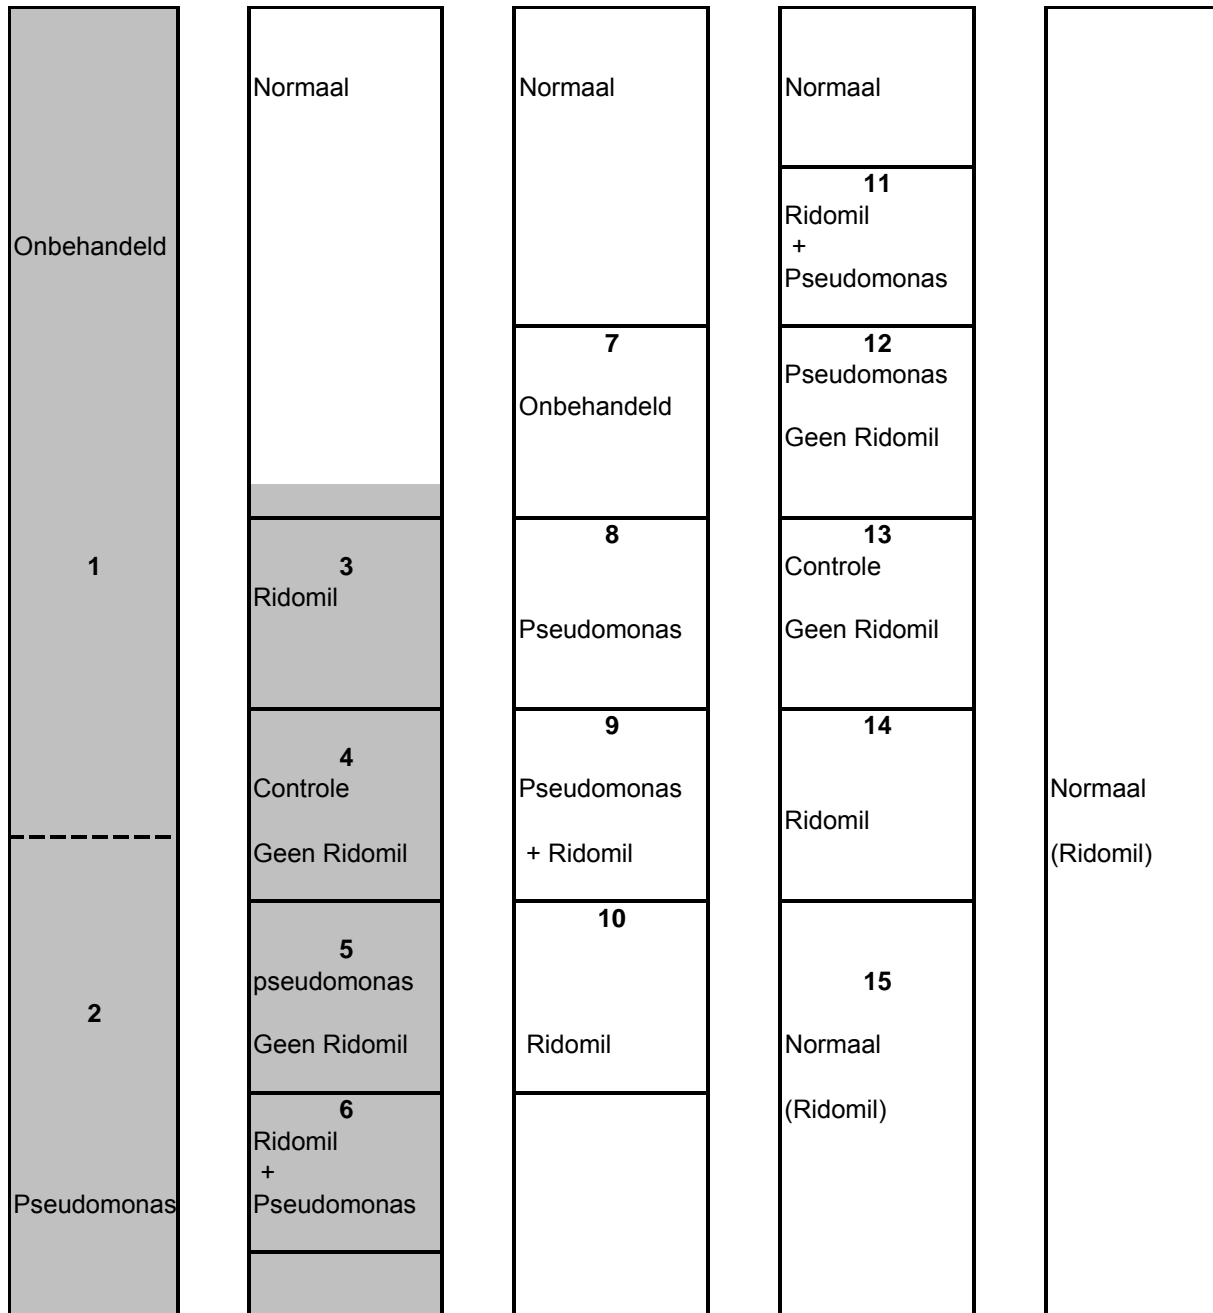 Onbehandeld
1
2
Pseudomonas
Normaal
3
Ridomil
4
Controle
Geen Ridomil
5
pseudomonas
Geen Ridomil
6
Ridomil
+
Pseudomonas
Normaal
7
Onbehandeld
8
Pseudomonas
9
Pseudomonas
+ Ridomil
10
Ridomil
Normaal
11
Ridomil
+
Pseudomonas
12
Pseudomonas
Geen Ridomil
13
Controle
Geen Ridomil
14
Ridomil
15
Normaal
(Ridomil)
Normaal
(Ridomil)